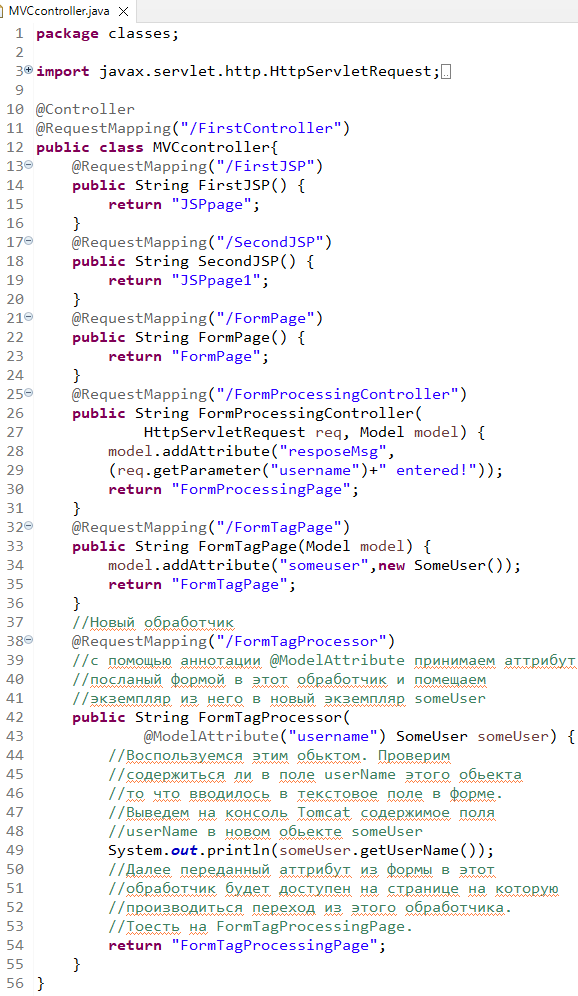 MVCcontroller.java
1 package classes;
2
3 import javax.servlet.http.HttpServletRequest;
9
10 @Controller
11 @RequestMapping("/FirstController")
12 public class MVCcontroller{
13     @RequestMapping("/FirstJSP")
14     public String FirstJSP() {
15         return "JSPpage";
16     }
17     @RequestMapping("/SecondJSP")
18     public String SecondJSP() {
19         return "JSPpage1";
20     }
21     @RequestMapping("/FormPage")
22     public String FormPage() {
23         return "FormPage";
24     }
25     @RequestMapping("/FormProcessingController")
26     public String FormProcessingController(
27             HttpServletRequest req, Model model) {
28         model.addAttribute("resposeMsg",
29         (req.getParameter("username")+" entered!"));
30         return "FormProcessingPage";
31     }
32     @RequestMapping("/FormTagPage")
33     public String FormTagPage(Model model) {
34         model.addAttribute("someuser",new SomeUser());
35         return "FormTagPage";
36     }
37     //Новый обработчик
38     @RequestMapping("/FormTagProcessor")
39     //с помощью аннотации @ModelAttribute принимаем аттрибут
40     //посланый формой в этот обработчик и помещаем
41     //экземпляр из него в новый экземпляр someUser
42     public String FormTagProcessor(
43             @ModelAttribute("username") SomeUser someUser) {
44         //Воспользуемся этим обьктом. Проверим
45         //содержиться ли в поле userName этого обьекта
46         //то что вводилось в текстовое поле в форме.
47         //Выведем на консоль Tomcat содержимое поля
48         //userName в новом обьекте someUser
49         System.out.println(someUser.getUserName());
50         //Далее переданный аттрибут из формы в этот
51         //обработчик будет доступен на странице на которую
52         //производиться переход из этого обработчика.
53         //Тоесть на FormTagProcessingPage.
54         return "FormTagProcessingPage";
55     }
56 }